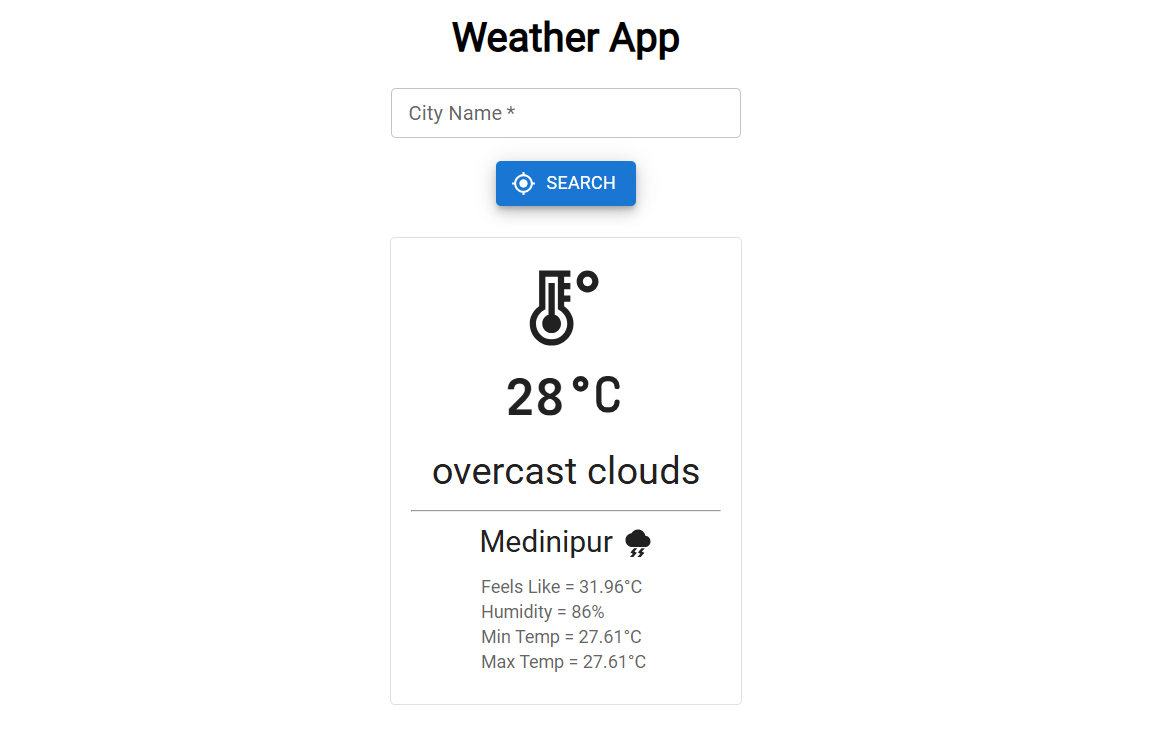 Weather App
City Name *
SEARCH
28°C
overcast clouds
Medinipur
Feels Like = 31.96°C
Humidity = 86%
Min Temp = 27.61°C
Max Temp = 27.61°C